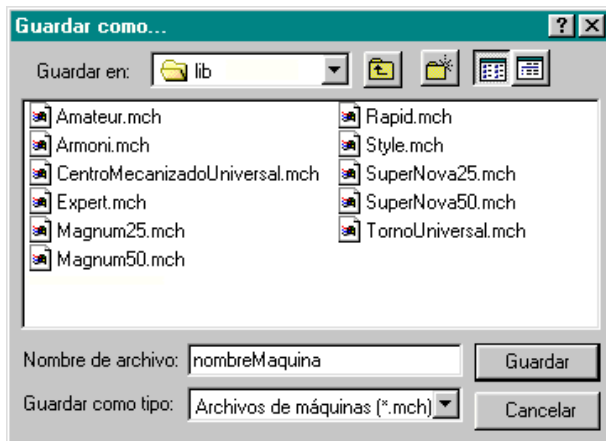 Guardar como...
Guardar en: lib
Amateur.mch
Armoni.mch
CentroMecanizadoUniversal.mch
Expert.mch
Magnum25.mch
Magnum50.mch
Rapid.mch
Style.mch
SuperNova25.mch
SuperNova50.mch
TornoUniversal.mch
Nombre de archivo: nombreMaquina Guardar
Guardar como tipo: Archivos de máquinas (*.mch) Cancelar